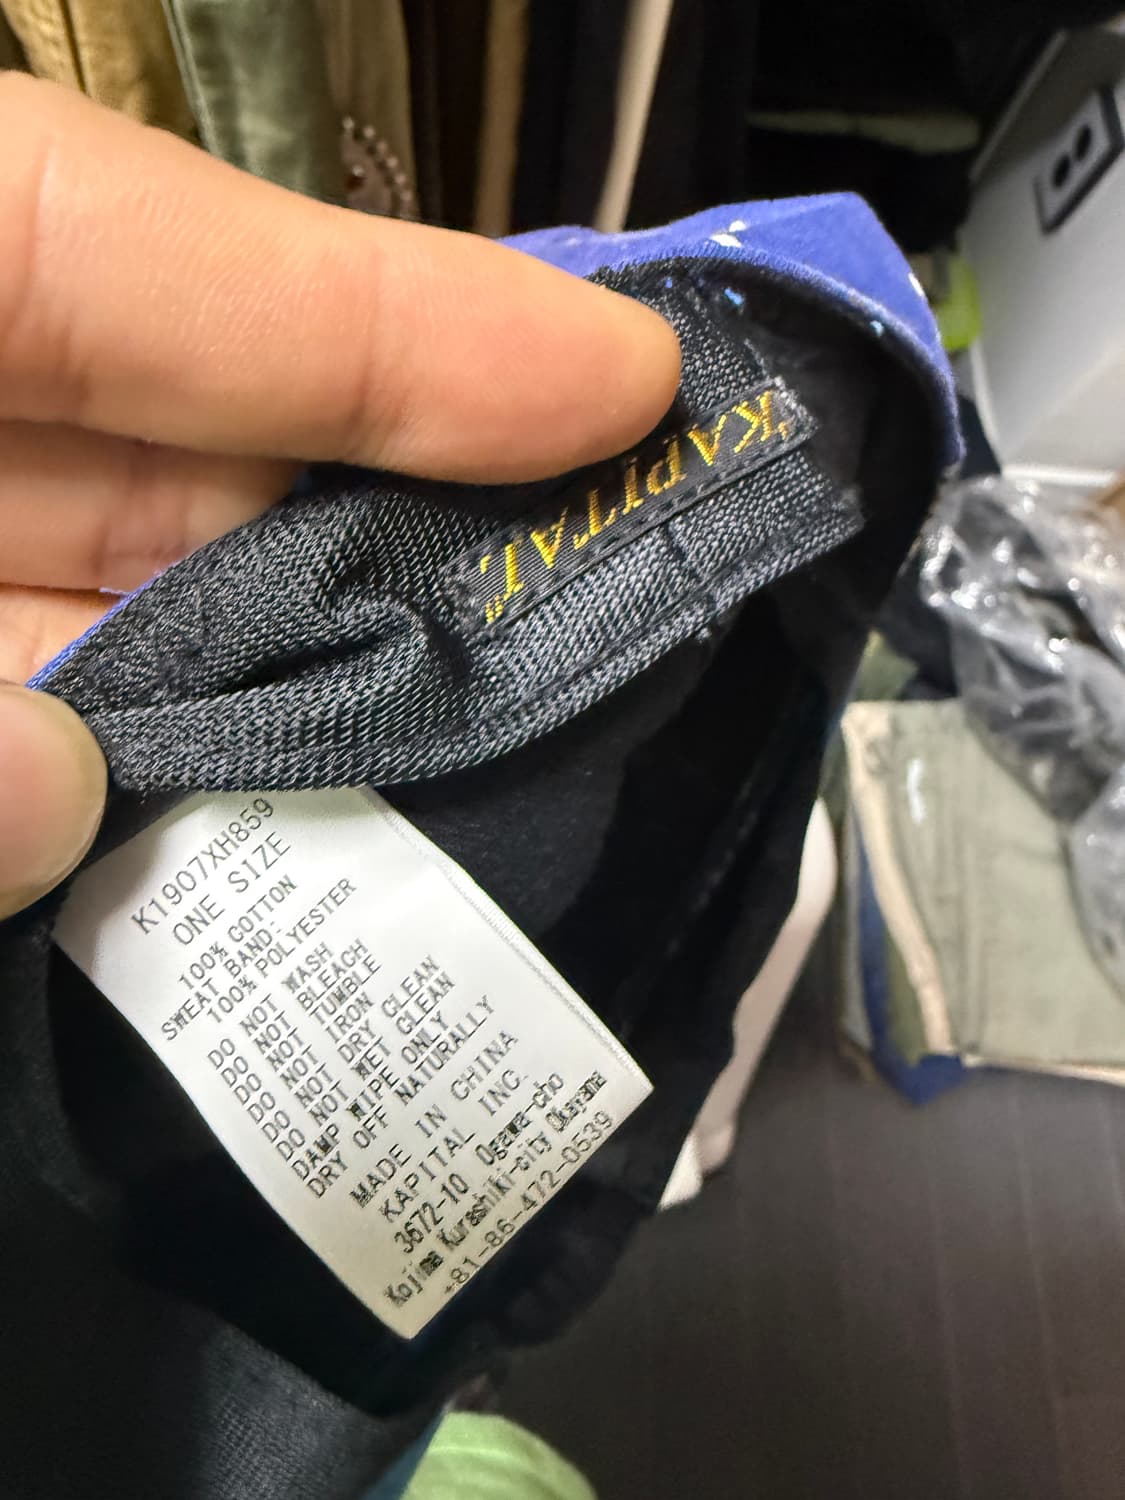 "KAPITAL"
K1907XH859
ONE SIZE
100% COTTON
SWEAT BAND:
100% POLYESTER
DO NOT WASH
DO NOT BLEACH
DO NOT TUMBLE
DO NOT IRON
DO NOT DRY CLEAN
DO NOT WET CLEAN
DAMP WIPE ONLY
DRY OFF NATURALLY
MADE IN CHINA
KAPITAL INC.
3672-10 Ogawa-cho
Kojima Kurashiki-city Okayama
+81-86-472-0539